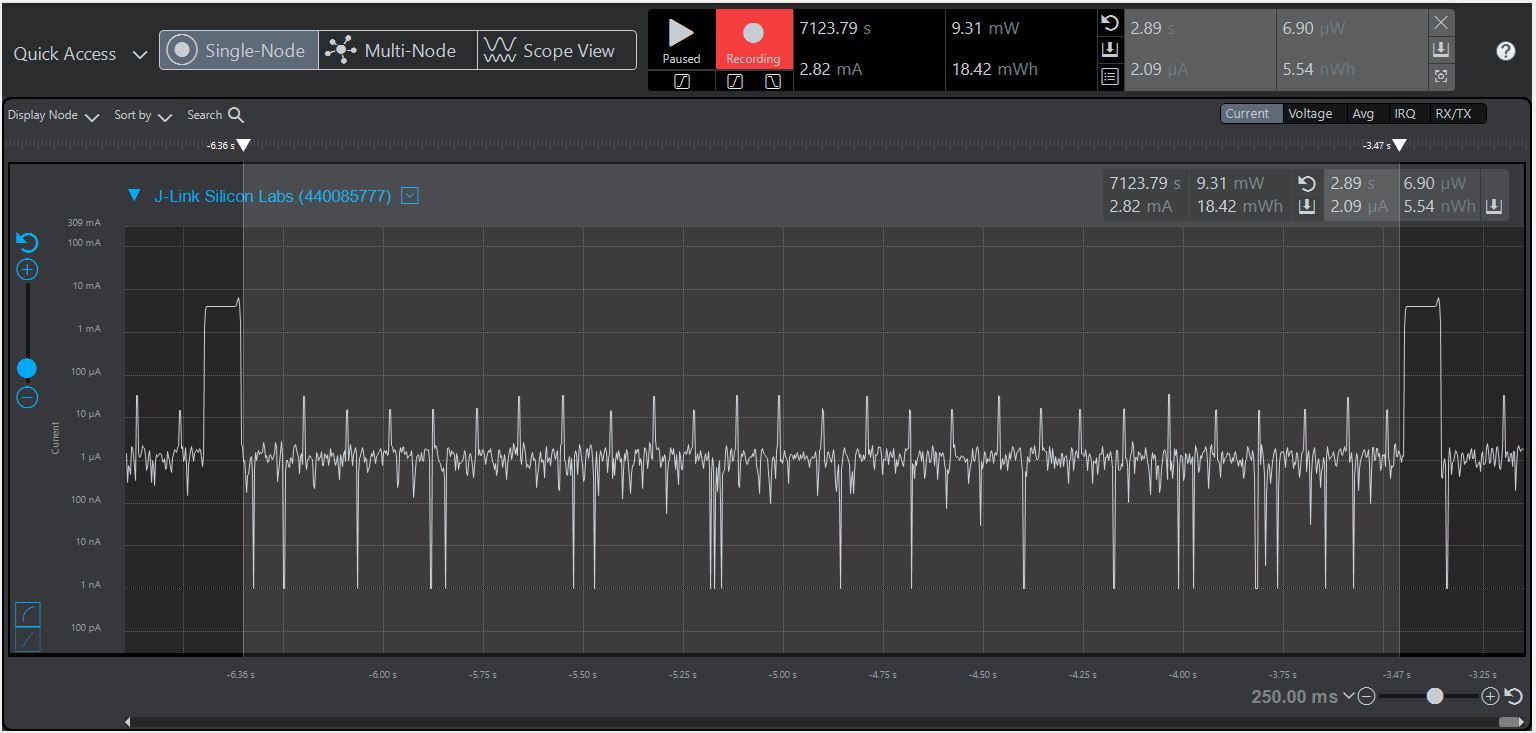 Quick Access
Single-Node
Multi-Node
Scope View
Paused
Recording
7123.79 s
9.31 mW
2.82 mA
18.42 mWh
2.89 s
6.90 µW
2.09 µA
5.54 nWh
?
Display Node
Sort by
Search
Current Voltage Avg IRQ RX/TX
-6.36 s
-3.47 s
J-Link Silicon Labs (440085777)
7123.79 s 9.31 mW 2.89 s 6.90 µW
2.82 mA 18.42 mWh 2.09 µA 5.54 nWh
309 mA
100 mA
10 mA
1 mA
100 µA
10 µA
1 µA
100 nA
10 nA
1 nA
100 pA
Current
-6.36 s -6.00 s -5.75 s -5.50 s -5.25 s -5.00 s -4.75 s -4.50 s -4.25 s -4.00 s -3.75 s -3.47 s -3.25 s
250.00 ms